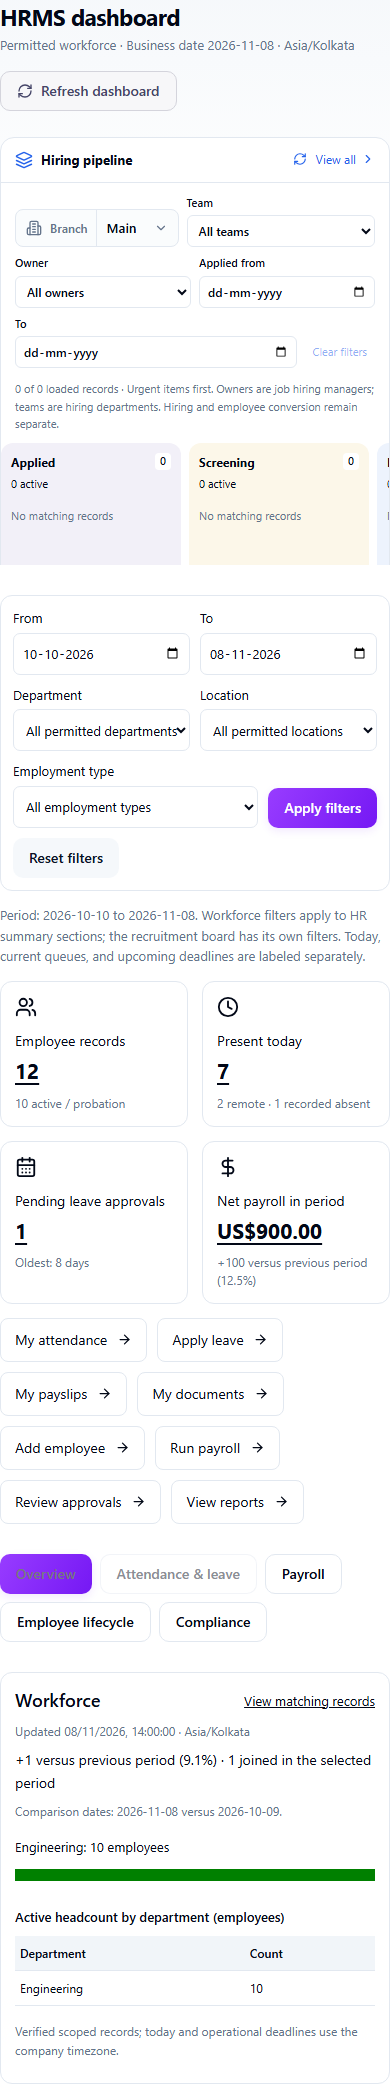 HRMS dashboard
Permitted workforce · Business date 2026-11-08 · Asia/Kolkata
Refresh dashboard
Hiring pipeline
View all
Team
Branch Main
All teams
Owner Applied from
All owners dd-mm-yyyy
To
dd-mm-yyyy Clear filters
0 of 0 loaded records · Urgent items first. Owners are job hiring managers;
teams are hiring departments. Hiring and employee conversion remain
separate.
Applied 0 Screening 0
0 active 0 active
No matching records No matching records
From To
10-10-2026 08-11-2026
Department Location
All permitted departments All permitted locations
Employment type
All employment types Apply filters
Reset filters
Period: 2026-10-10 to 2026-11-08. Workforce filters apply to HR
summary sections; the recruitment board has its own filters. Today,
current queues, and upcoming deadlines are labeled separately.
Employee records Present today
12 7
10 active / probation 2 remote · 1 recorded absent
Pending leave approvals Net payroll in period
1 US$900.00
Oldest: 8 days +100 versus previous period
(12.5%)
My attendance Apply leave
My payslips My documents
Add employee Run payroll
Review approvals View reports
Overview Attendance & leave Payroll
Employee lifecycle Compliance
Workforce View matching records
Updated 08/11/2026, 14:00:00 · Asia/Kolkata
+1 versus previous period (9.1%) · 1 joined in the selected
period
Comparison dates: 2026-11-08 versus 2026-10-09.
Engineering: 10 employees
Active headcount by department (employees)
Department Count
Engineering 10
Verified scoped records; today and operational deadlines use the
company timezone.